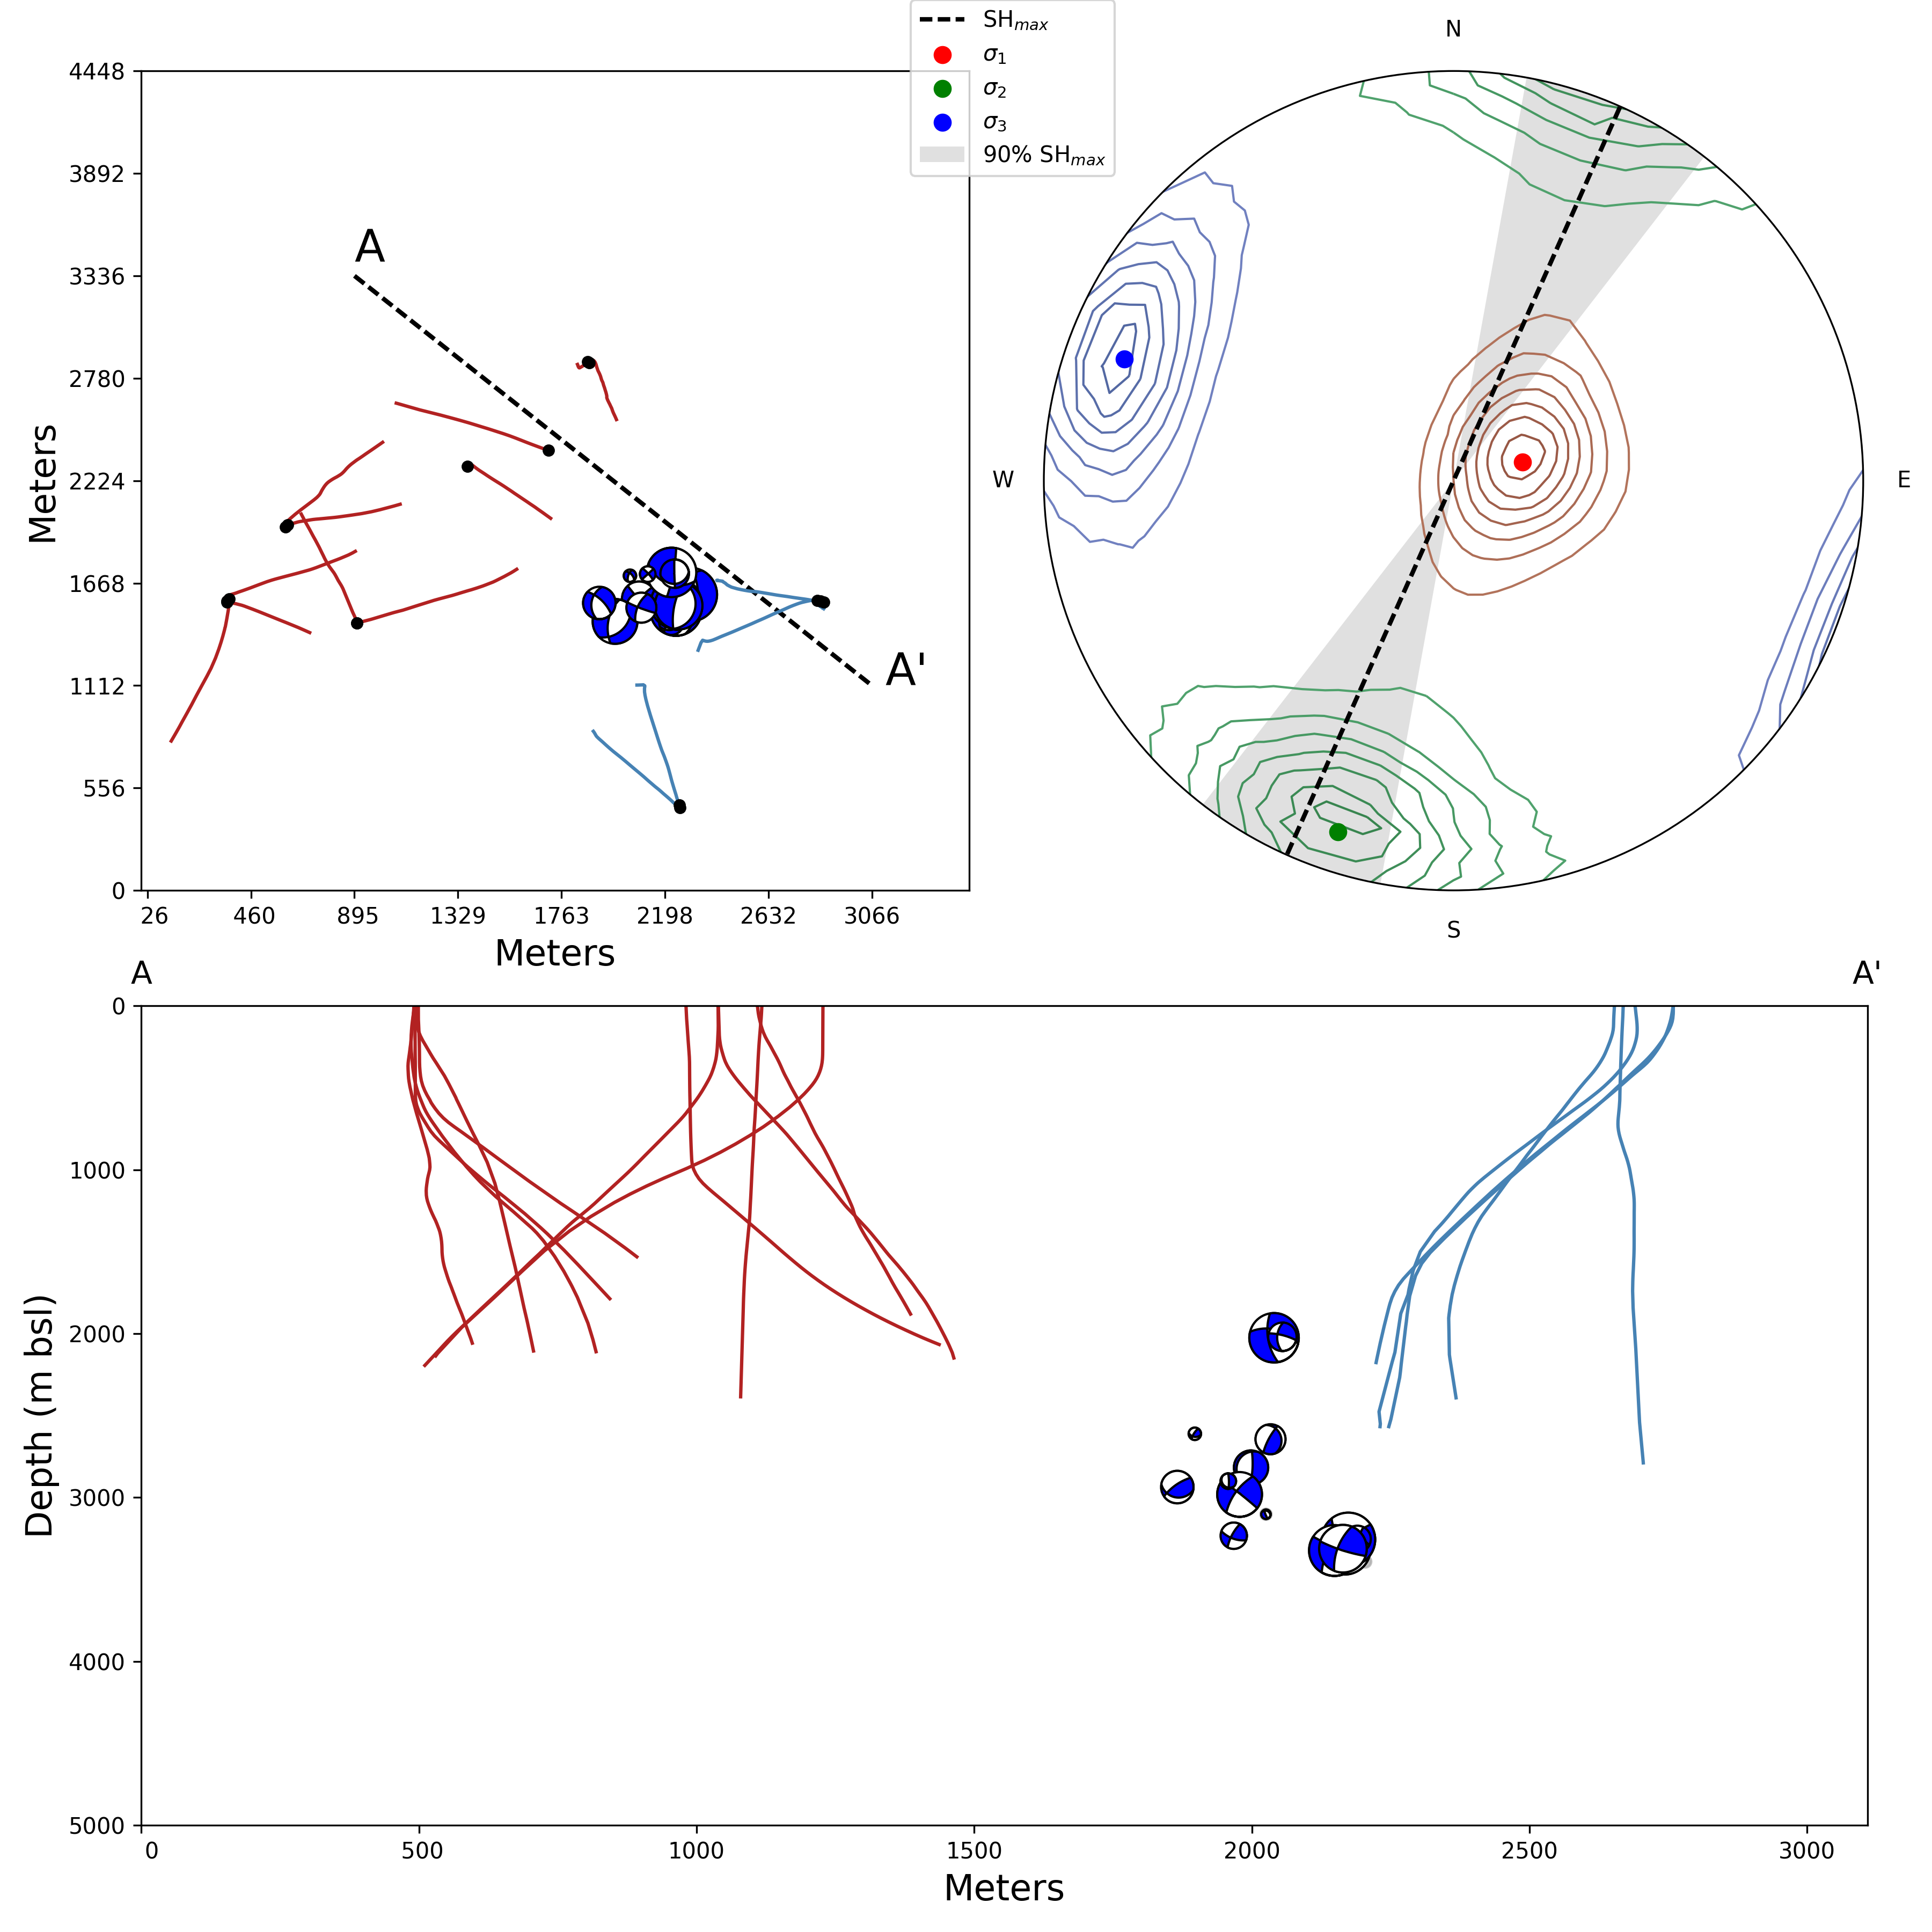 SHmax
σ1
σ2
σ3
90% SHmax
N
W
E
S
4448
3892
3336
2780
2224
1668
1112
556
0
Meters
A
A'
26 460 895 1329 1763 2198 2632 3066
Meters
A A'
0
1000
2000
3000
4000
5000
Depth (m bsl)
0 500 1000 1500 2000 2500 3000
Meters